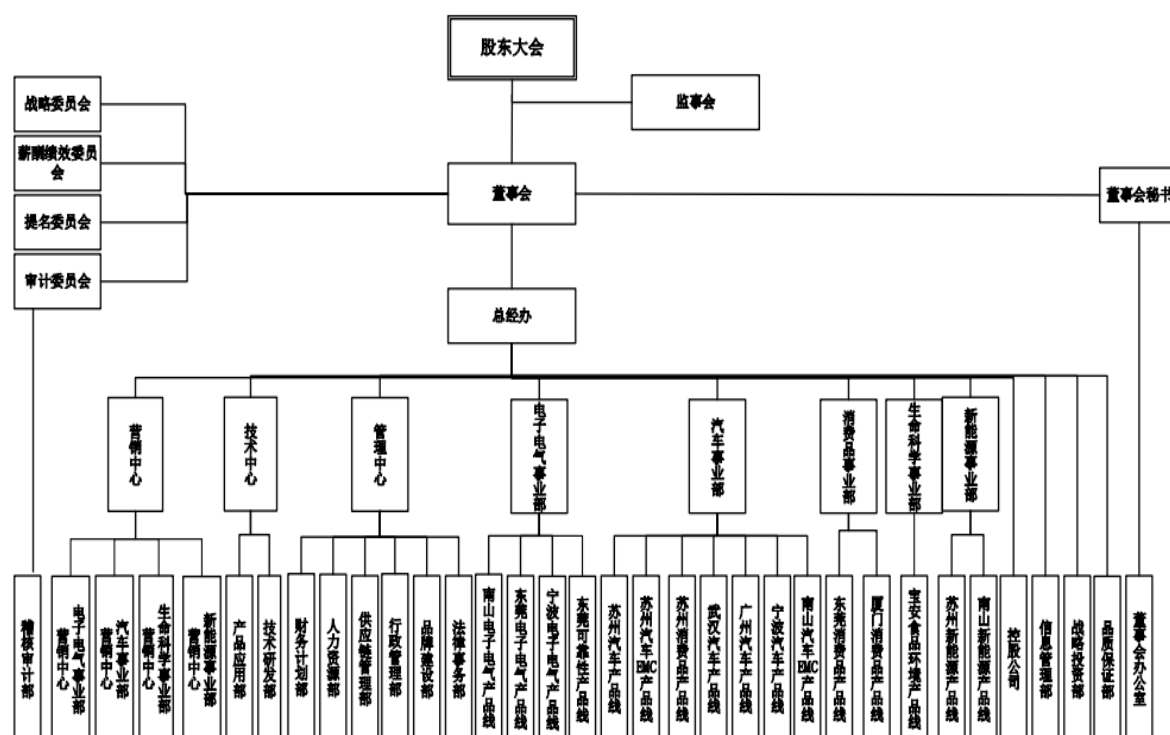 股东大会
监事会
战略委员会
薪酬绩效委员
会
提名委员会
审计委员会
董事会
董事会秘书
总经办
营销中心
技术中心
管理中心
电子电气事业部
汽车事业部
消费品事业部
生命科学事业部
新能源事业部
稽核审计部
电子电气事业部
营销中心
汽车事业部
营销中心
生命科学事业部
营销中心
新能源事业部
营销中心
产品应用部
技术研发部
财务计划部
人力资源部
供应链管理部
行政管理部
品牌建设部
法律事务部
南山电子电气产品线
东莞电子电气产品线
宁波电子电气产品线
东莞可靠性产品线
苏州汽车产品线
苏州汽车EMC产品线
苏州消费品产品线
武汉汽车产品线
广州汽车产品线
宁波汽车产品线
南山汽车EMC产品线
东莞消费品产品线
厦门消费品产品线
宝安食品环境产品线
苏州新能源产品线
南山新能源产品线
控股公司
信息管理部
战略投资部
品质保证部
董事会办公室